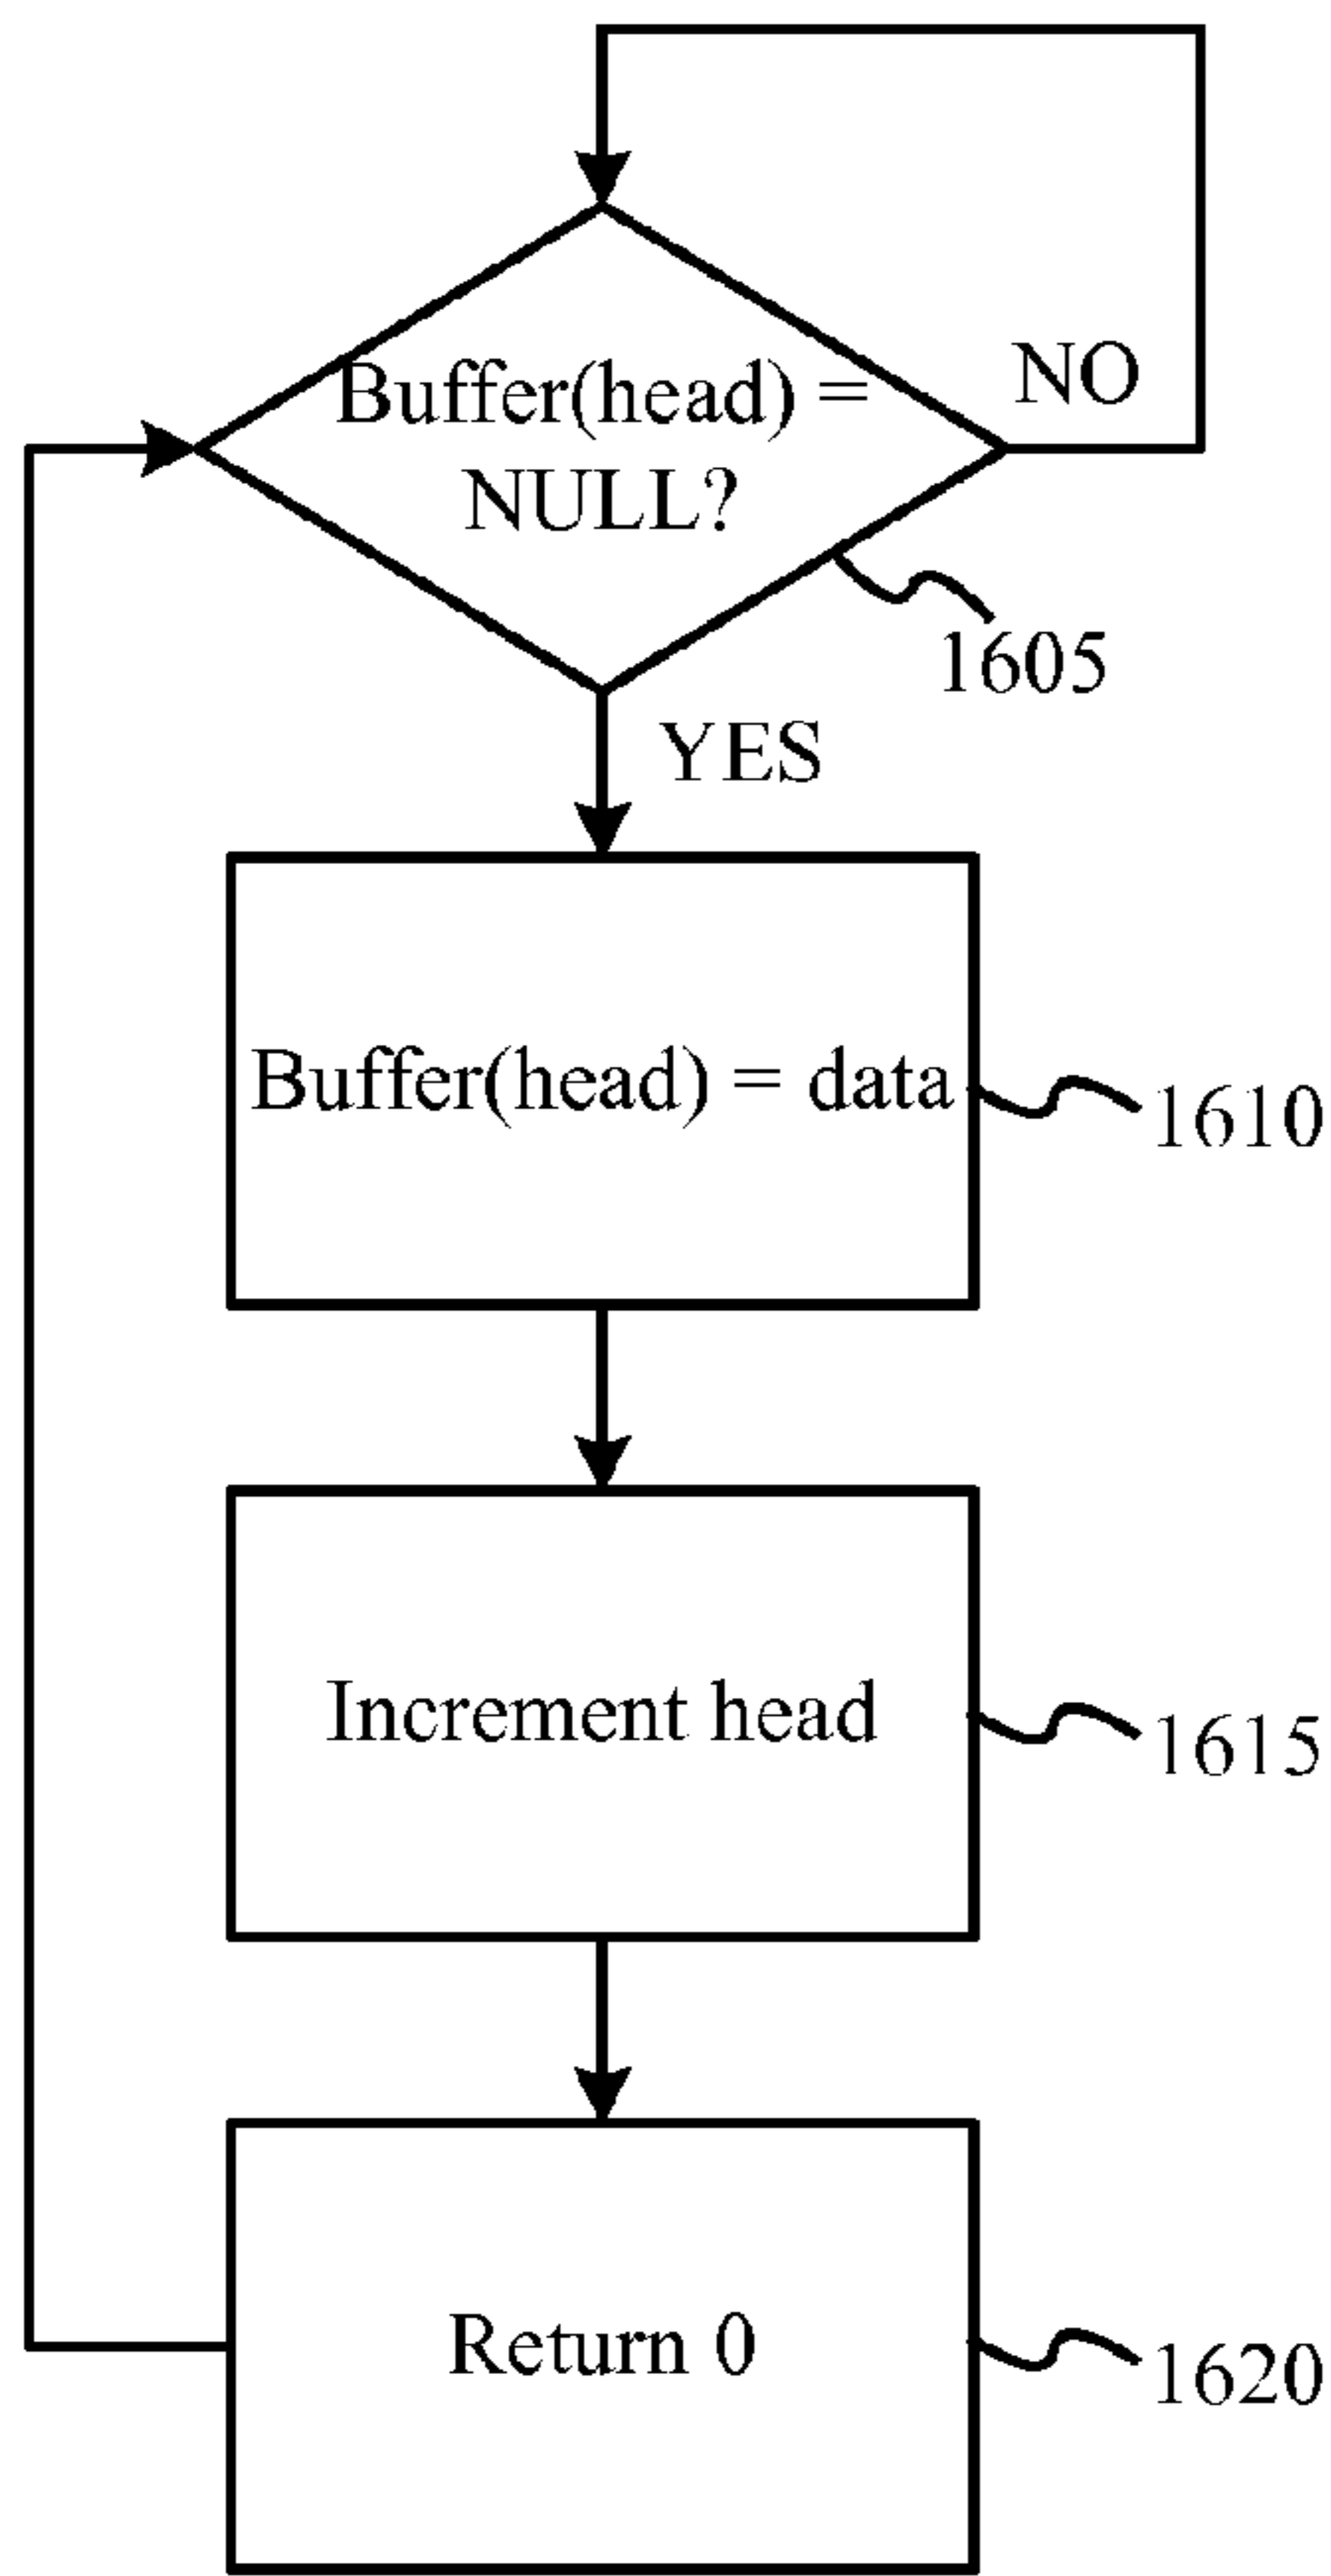 Buffer(head) =
NULL?
NO
1605
YES
Buffer(head) = data
1610
Increment head
1615
Return 0
1620